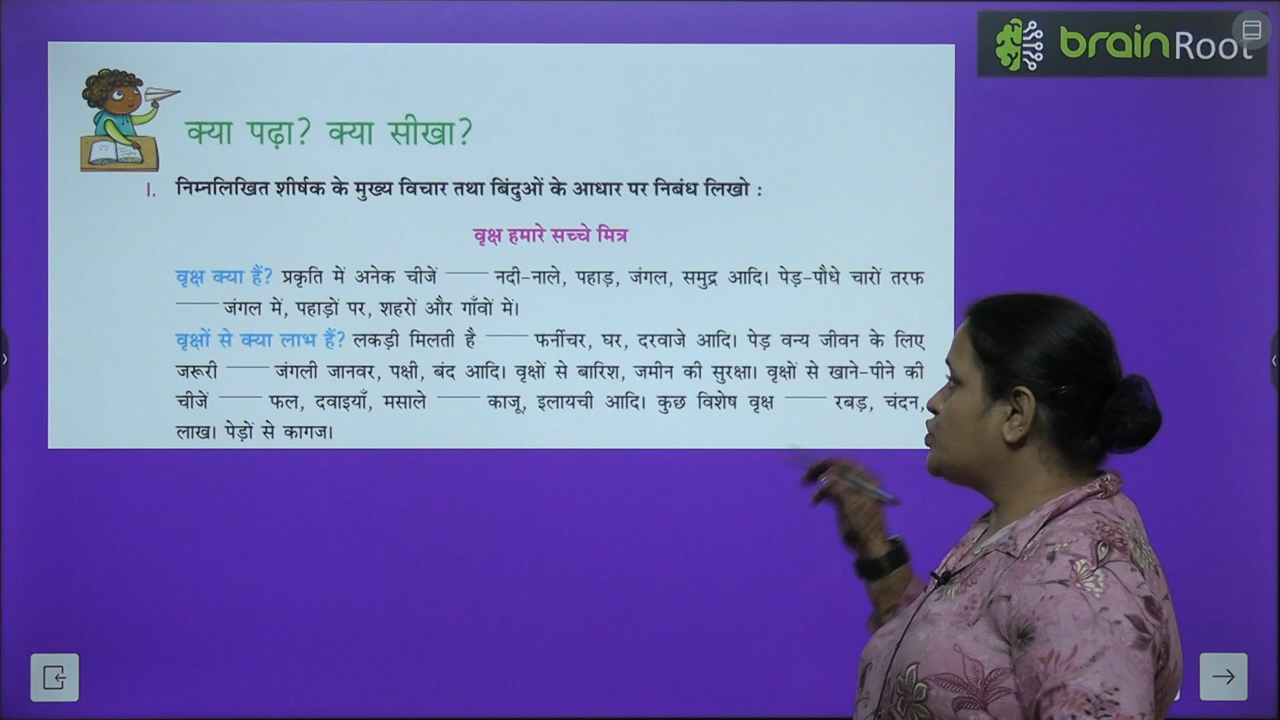 brainRoot
क्या पढ़ा? क्या सीखा?
I. निम्नलिखित शीर्षक के मुख्य विचार तथा बिंदुओं के आधार पर निबंध लिखो :
वृक्ष हमारे सच्चे मित्र
वृक्ष क्या हैं? प्रकृति में अनेक चीजें —— नदी-नाले, पहाड़, जंगल, समुद्र आदि। पेड़-पौधे चारों तरफ
—— जंगल में, पहाड़ों पर, शहरों और गाँवों में।
वृक्षों से क्या लाभ हैं? लकड़ी मिलती है —— फर्नीचर, घर, दरवाजे आदि। पेड़ वन्य जीवन के लिए
जरूरी —— जंगली जानवर, पक्षी, बंद आदि। वृक्षों से बारिश, जमीन की सुरक्षा। वृक्षों से खाने-पीने की
चीजें —— फल, दवाइयाँ, मसाले —— काजू, इलायची आदि। कुछ विशेष वृक्ष —— रबड़, चंदन,
लाख। पेड़ों से कागज।